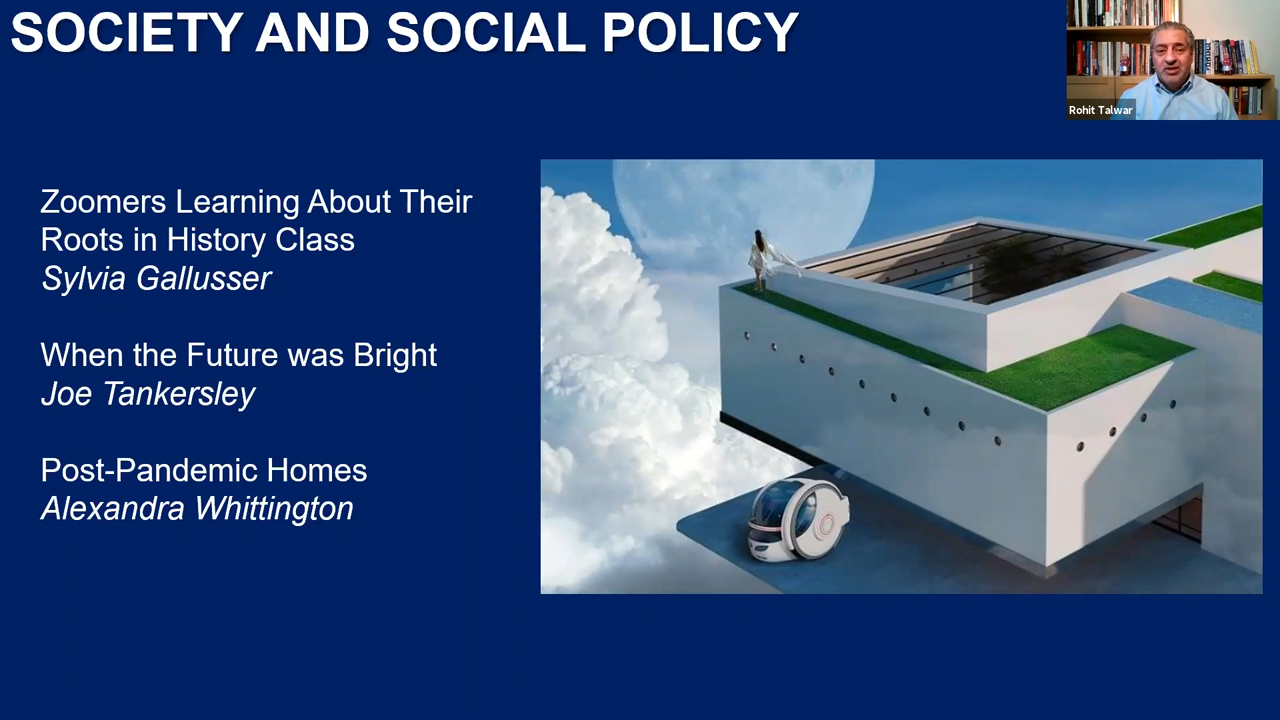 SOCIETY AND SOCIAL POLICY
Rohit Talwar
Zoomers Learning About Their
Roots in History Class
Sylvia Gallusser
When the Future was Bright
Joe Tankersley
Post-Pandemic Homes
Alexandra Whittington